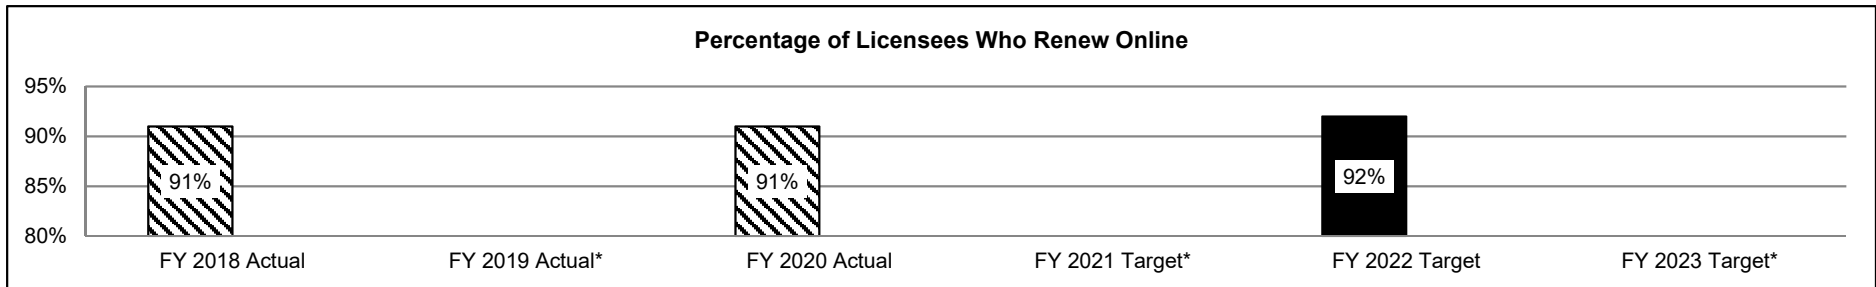 Percentage of Licensees Who Renew Online
95%
90%
85%
80%
91%
91%
92%
FY 2018 Actual
FY 2019 Actual*
FY 2020 Actual
FY 2021 Target*
FY 2022 Target
FY 2023 Target*